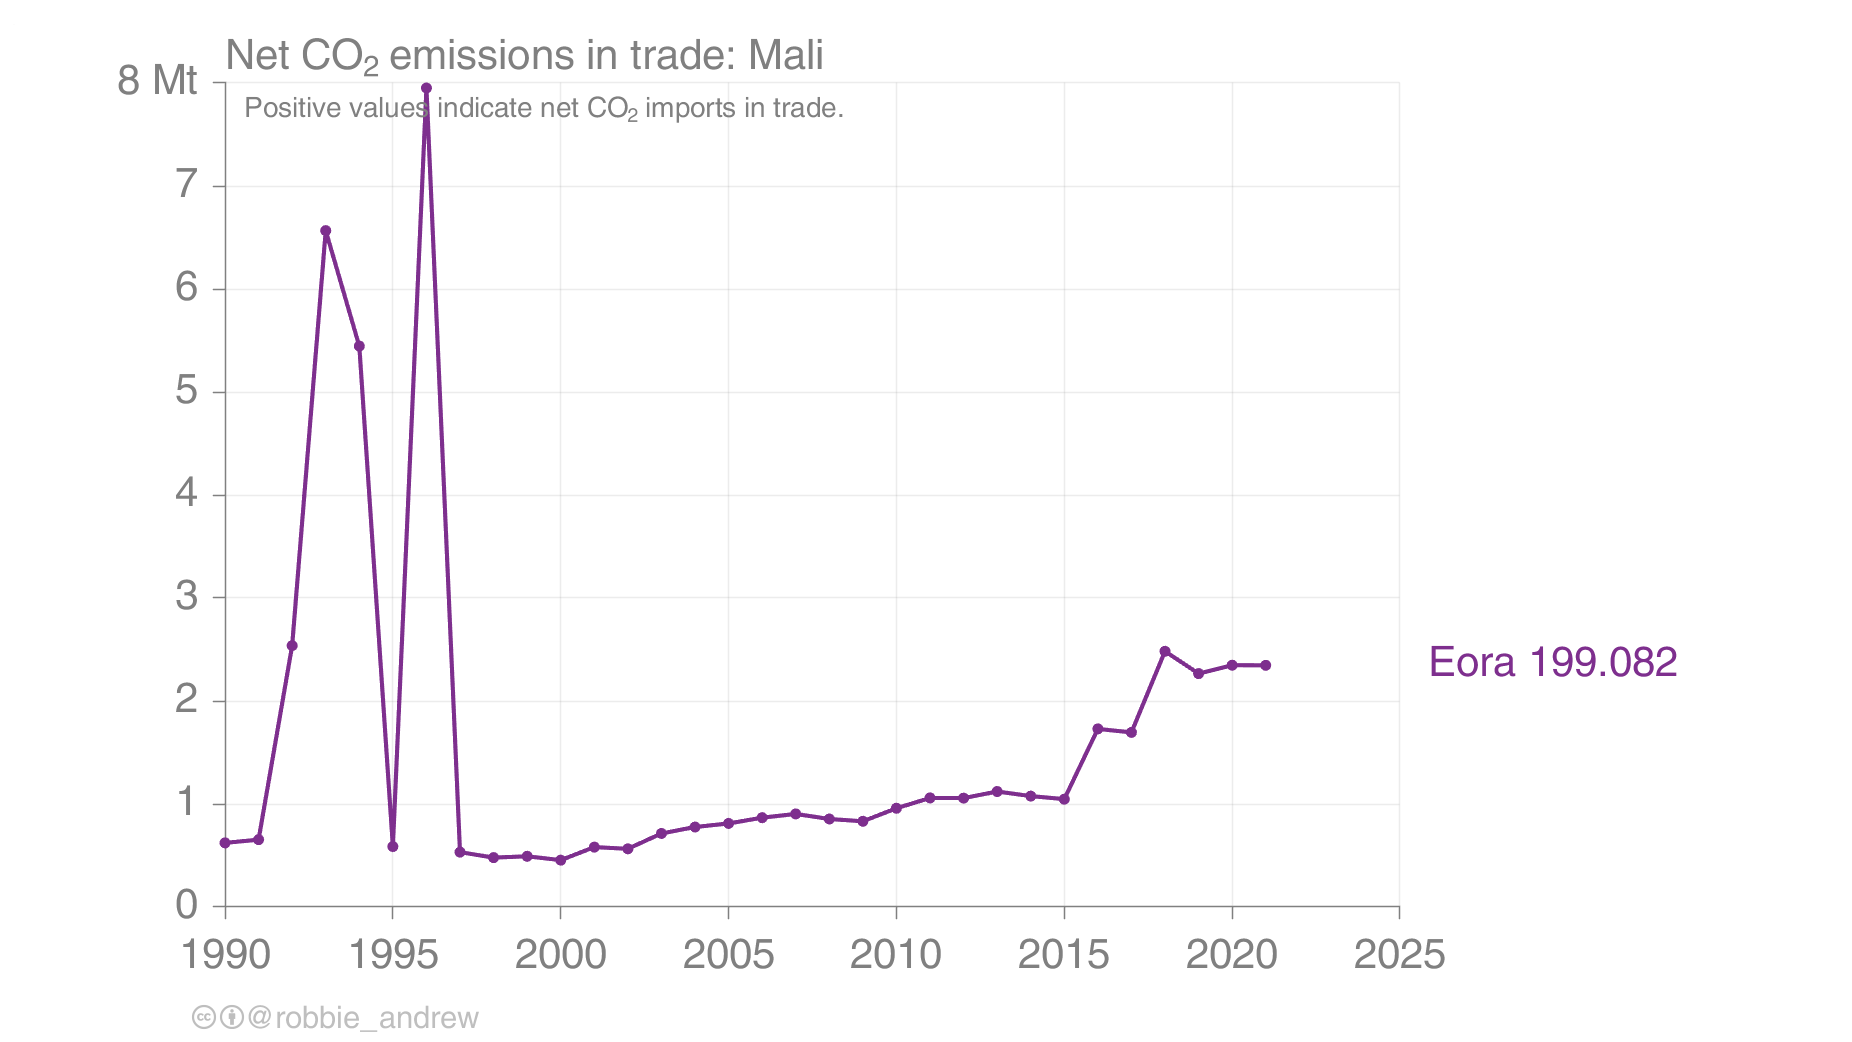 Net CO₂ emissions in trade: Mali
8 Mt
Positive values indicate net CO₂ imports in trade.
7
6
5
4
3
2
1
0
Eora 199.082
1990 1995 2000 2005 2010 2015 2020 2025
@robbie_andrew